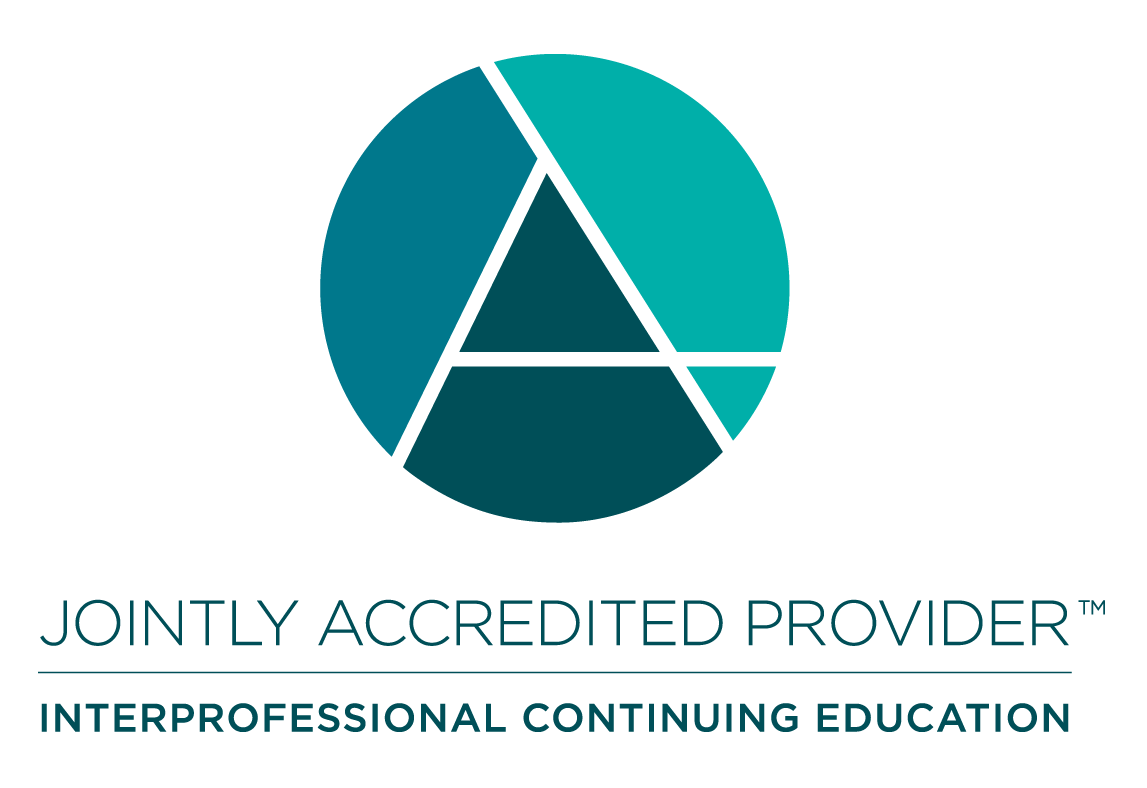 JOINTLY ACCREDITED PROVIDER™
INTERPROFESSIONAL CONTINUING EDUCATION